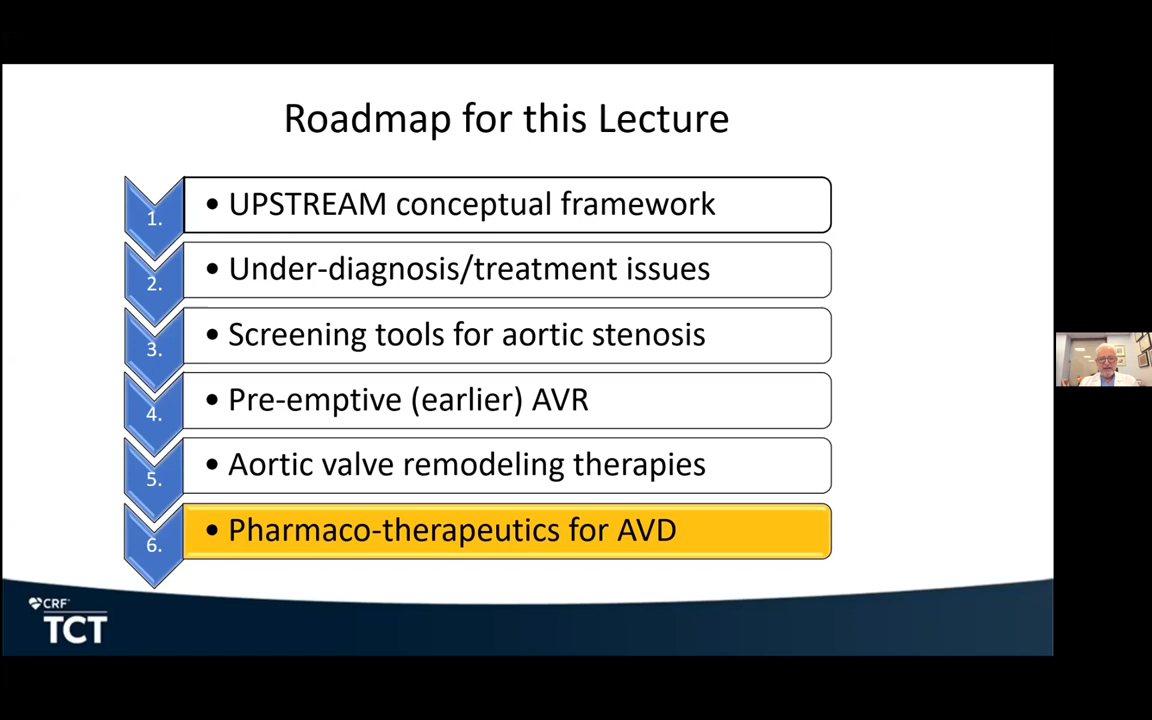 Roadmap for this Lecture
1. • UPSTREAM conceptual framework
2. • Under-diagnosis/treatment issues
3. • Screening tools for aortic stenosis
4. • Pre-emptive (earlier) AVR
5. • Aortic valve remodeling therapies
6. • Pharmaco-therapeutics for AVD
CRF
TCT